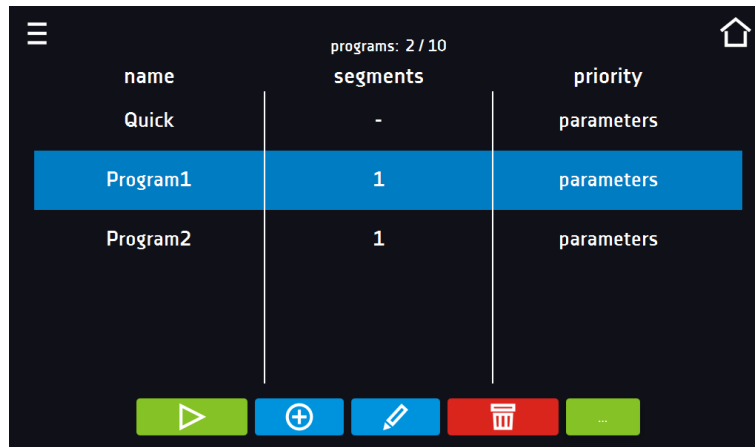 programs: 2 / 10
name segments priority
Quick - parameters
Program1 1 parameters
Program2 1 parameters
...